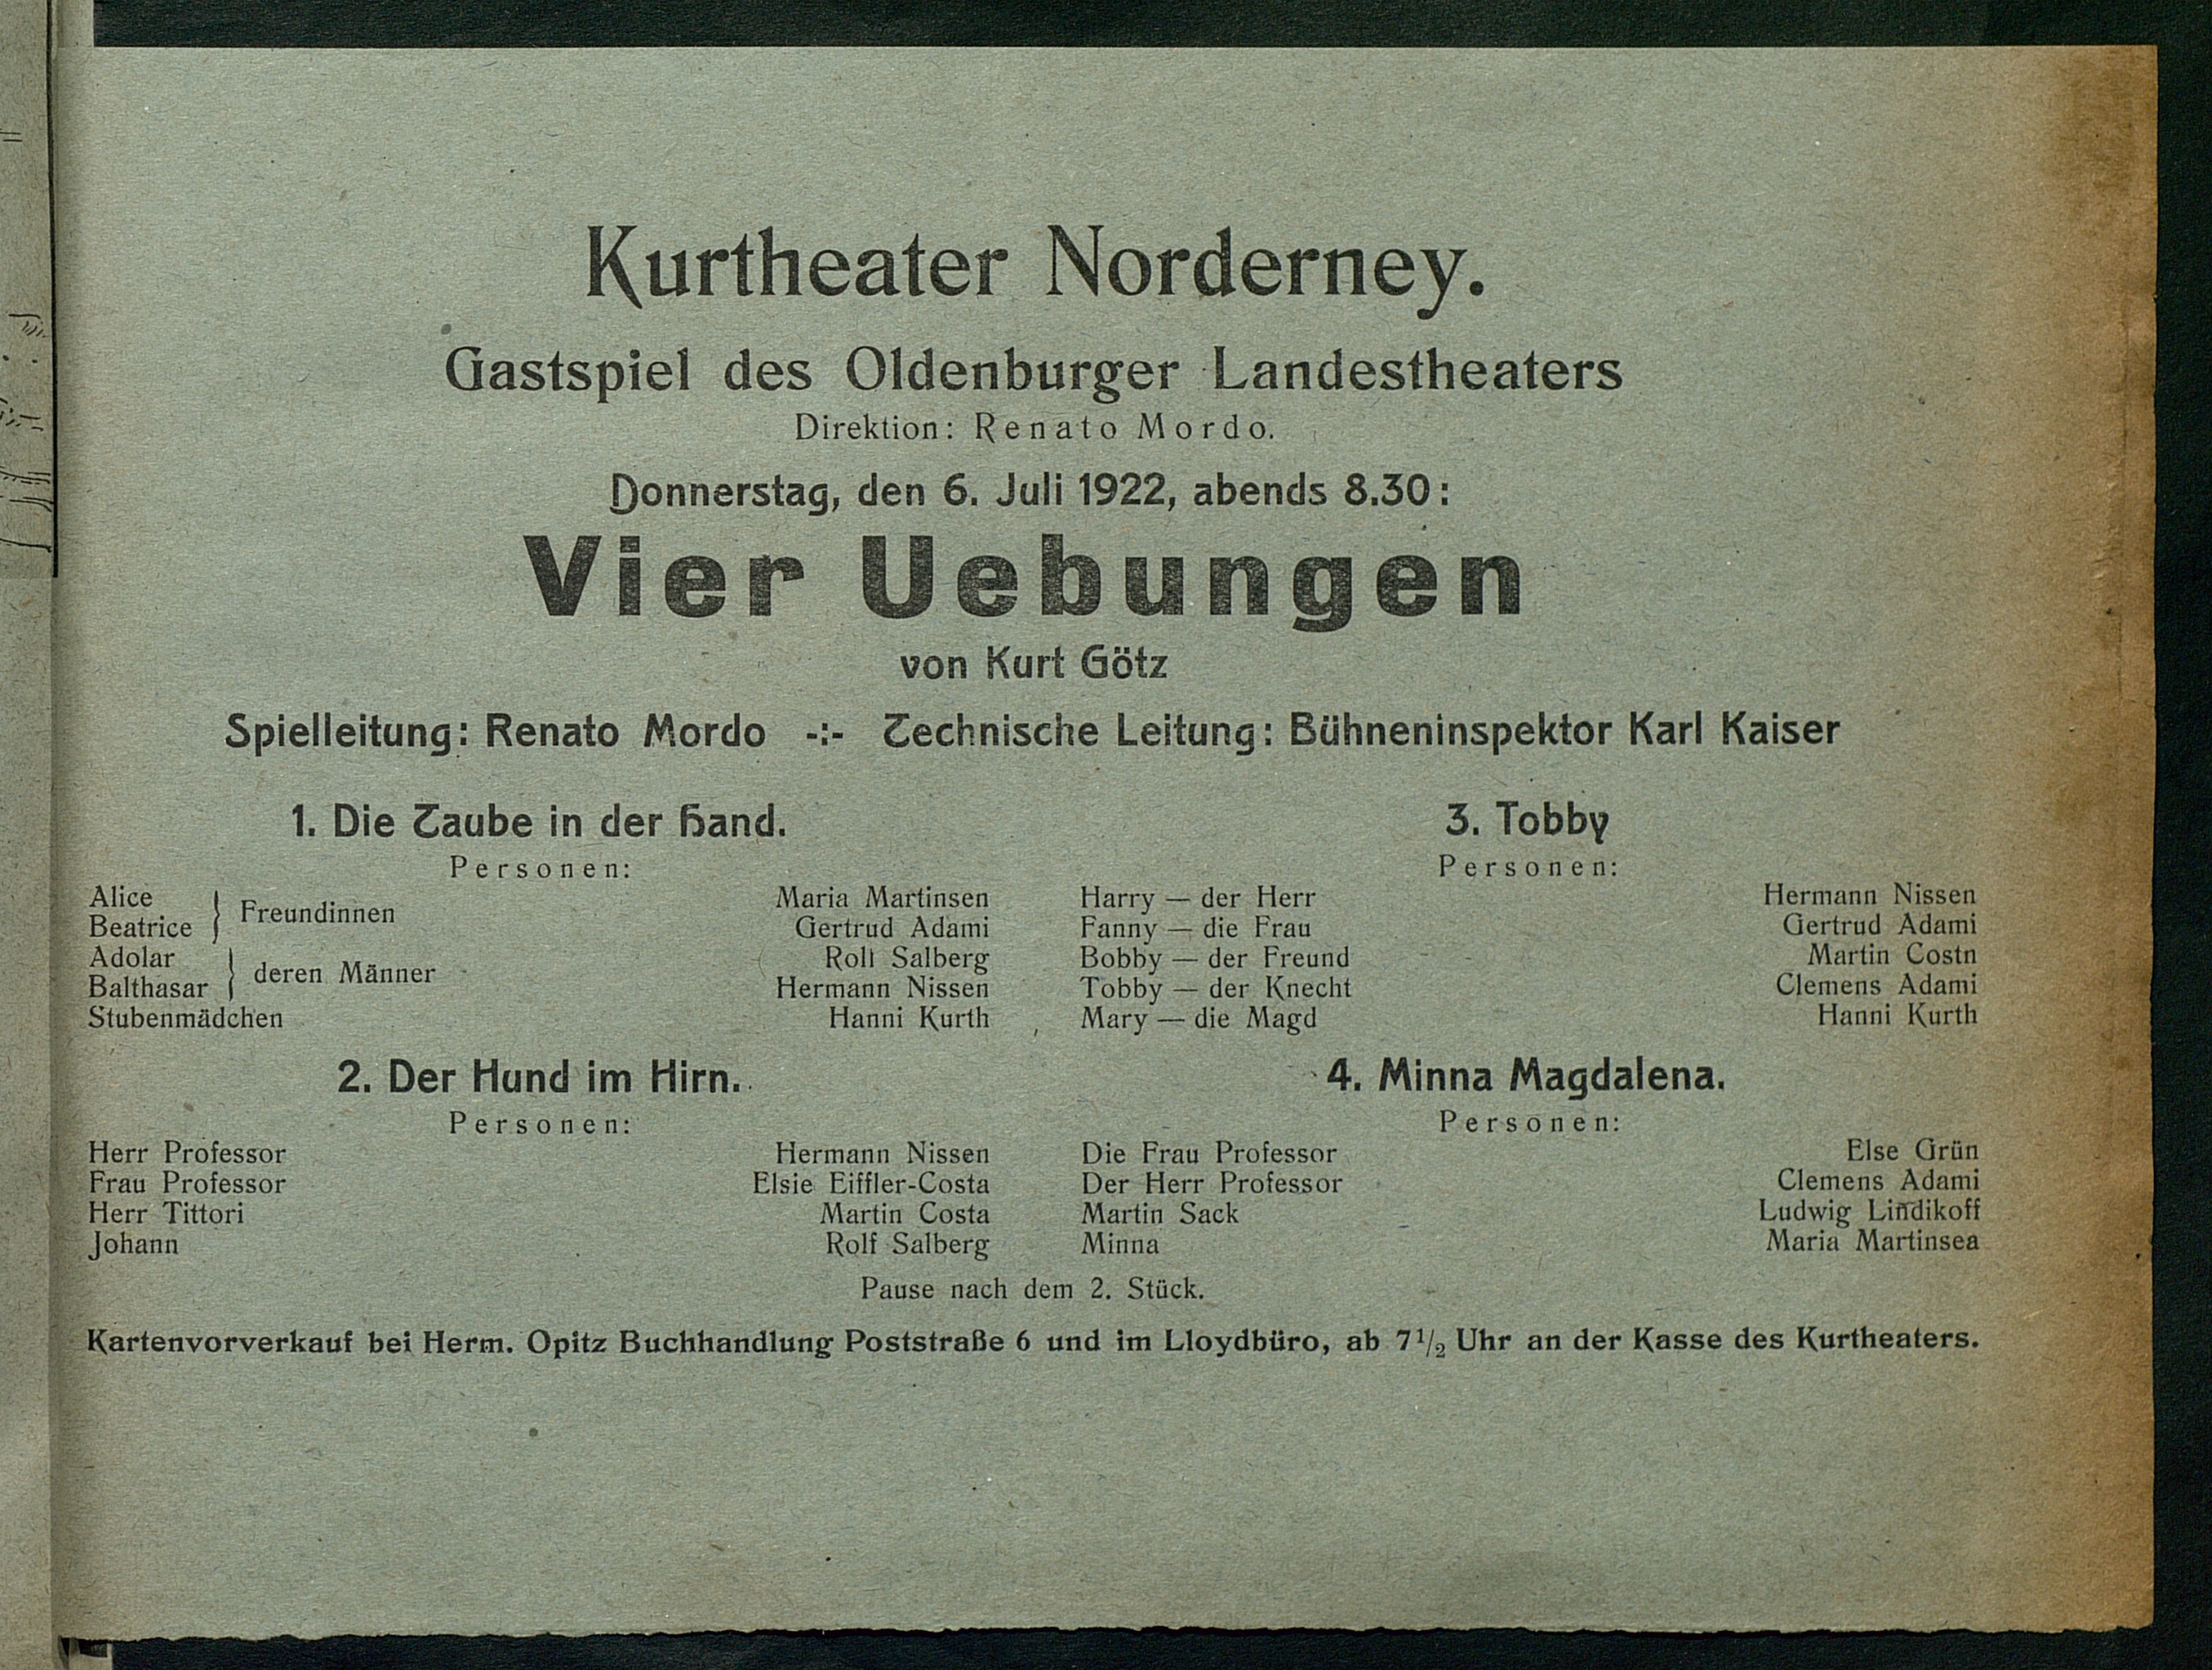 Kurtheater Norderney.
Gastspiel des Oldenburger Landestheaters
Direktion: Renato Mordo.
Donnerstag, den 6. Juli 1922, abends 8.30:
Vier Uebungen
von Kurt Götz
Spielleitung: Renato Mordo -:- Technische Leitung: Bühneninspektor Karl Kaiser
1. Die Taube in der Hand.
Personen:
Alice } Freundinnen Maria Martinsen
Beatrice Gertrud Adami
Adolar } deren Männer Rolf Salberg
Balthasar Hermann Nissen
Stubenmädchen Hanni Kurth
2. Der Hund im Hirn.
Personen:
Herr Professor Hermann Nissen
Frau Professor Elsie Eiffler-Costa
Herr Tittori Martin Costa
Johann Rolf Salberg
3. Tobby
Personen:
Harry — der Herr Hermann Nissen
Fanny — die Frau Gertrud Adami
Bobby — der Freund Martin Costn
Tobby — der Knecht Clemens Adami
Mary — die Magd Hanni Kurth
4. Minna Magdalena.
Personen:
Die Frau Professor Else Grün
Der Herr Professor Clemens Adami
Martin Sack Ludwig Lindikoff
Minna Maria Martinsea
Pause nach dem 2. Stück.
Kartenvorverkauf bei Herm. Opitz Buchhandlung Poststraße 6 und im Lloydbüro, ab 7½ Uhr an der Kasse des Kurtheaters.